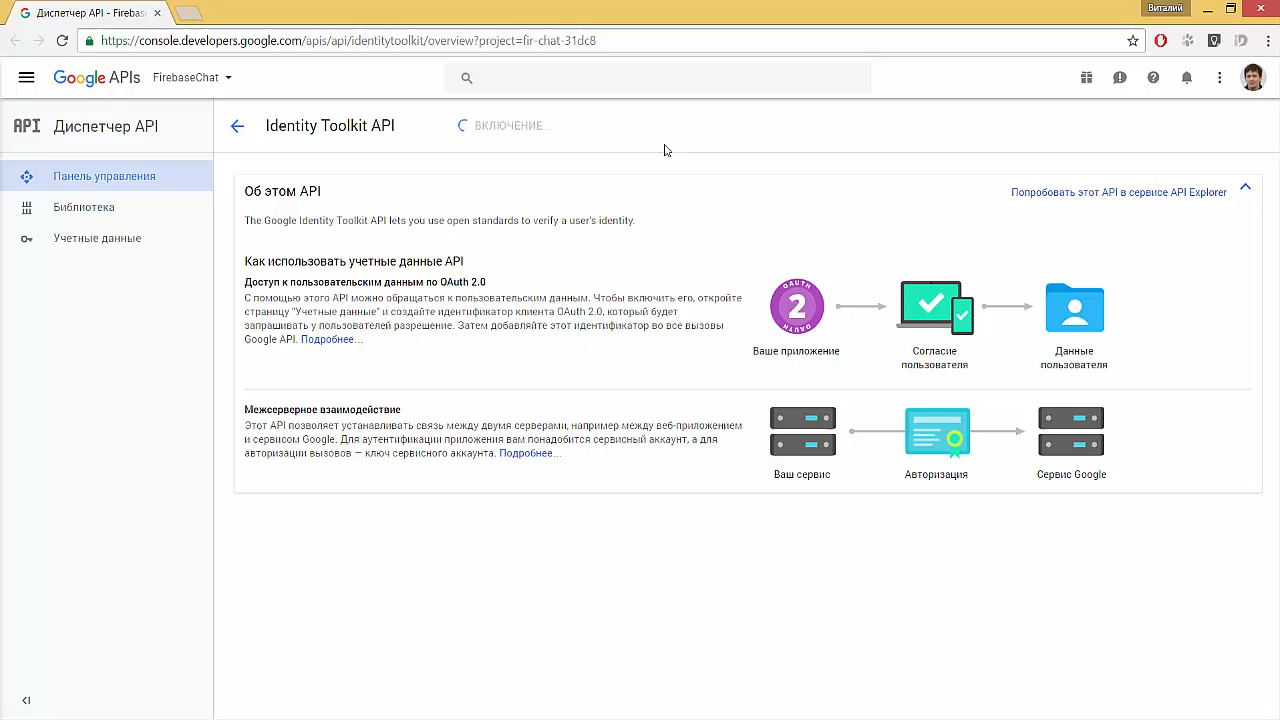 Диспетчер API - Fireba:
Виталий
https://console.developers.google.com/apis/api/identitytoolkit/overview?project=fir-chat-31dc8
Google APIs FirebaseChat
API Диспетчер API
Панель управления
Библиотека
Учетные данные
Identity Toolkit API ВКЛЮЧЕНИЕ...
Об этом API
Попробовать этот API в сервисе API Explorer
The Google Identity Toolkit API lets you use open standards to verify a user's identity.
Как использовать учетные данные API
Доступ к пользовательским данным по OAuth 2.0
С помощью этого API можно обращаться к пользовательским данным. Чтобы включить его, откройте
страницу "Учетные данные" и создайте идентификатор клиента OAuth 2.0, который будет
запрашивать у пользователей разрешение. Затем добавляйте этот идентификатор во все вызовы
Google API. Подробнее...
OAUTH
2
OAUTH
Ваше приложение
Согласие
пользователя
Данные
пользователя
Межсерверное взаимодействие
Этот API позволяет устанавливать связь между двумя серверами, например между веб-приложением
и сервисом Google. Для аутентификации приложения вам понадобится сервисный аккаунт, а для
авторизации вызовов — ключ сервисного аккаунта. Подробнее...
Ваш сервис
Авторизация
Сервис Google